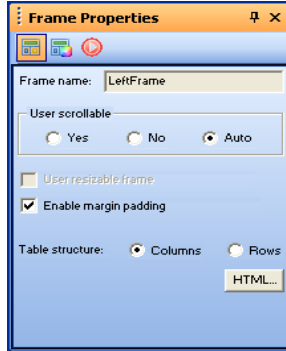 Frame Properties
Frame name: LeftFrame
User scrollable
Yes No Auto
User resizable frame
Enable margin padding
Table structure: Columns Rows
HTML...